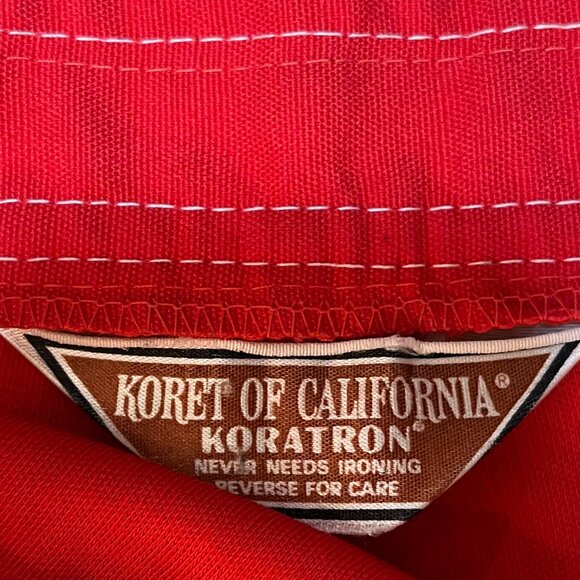 KORET OF CALIFORNIA®
KORATRON®
NEVER NEEDS IRONING
REVERSE FOR CARE